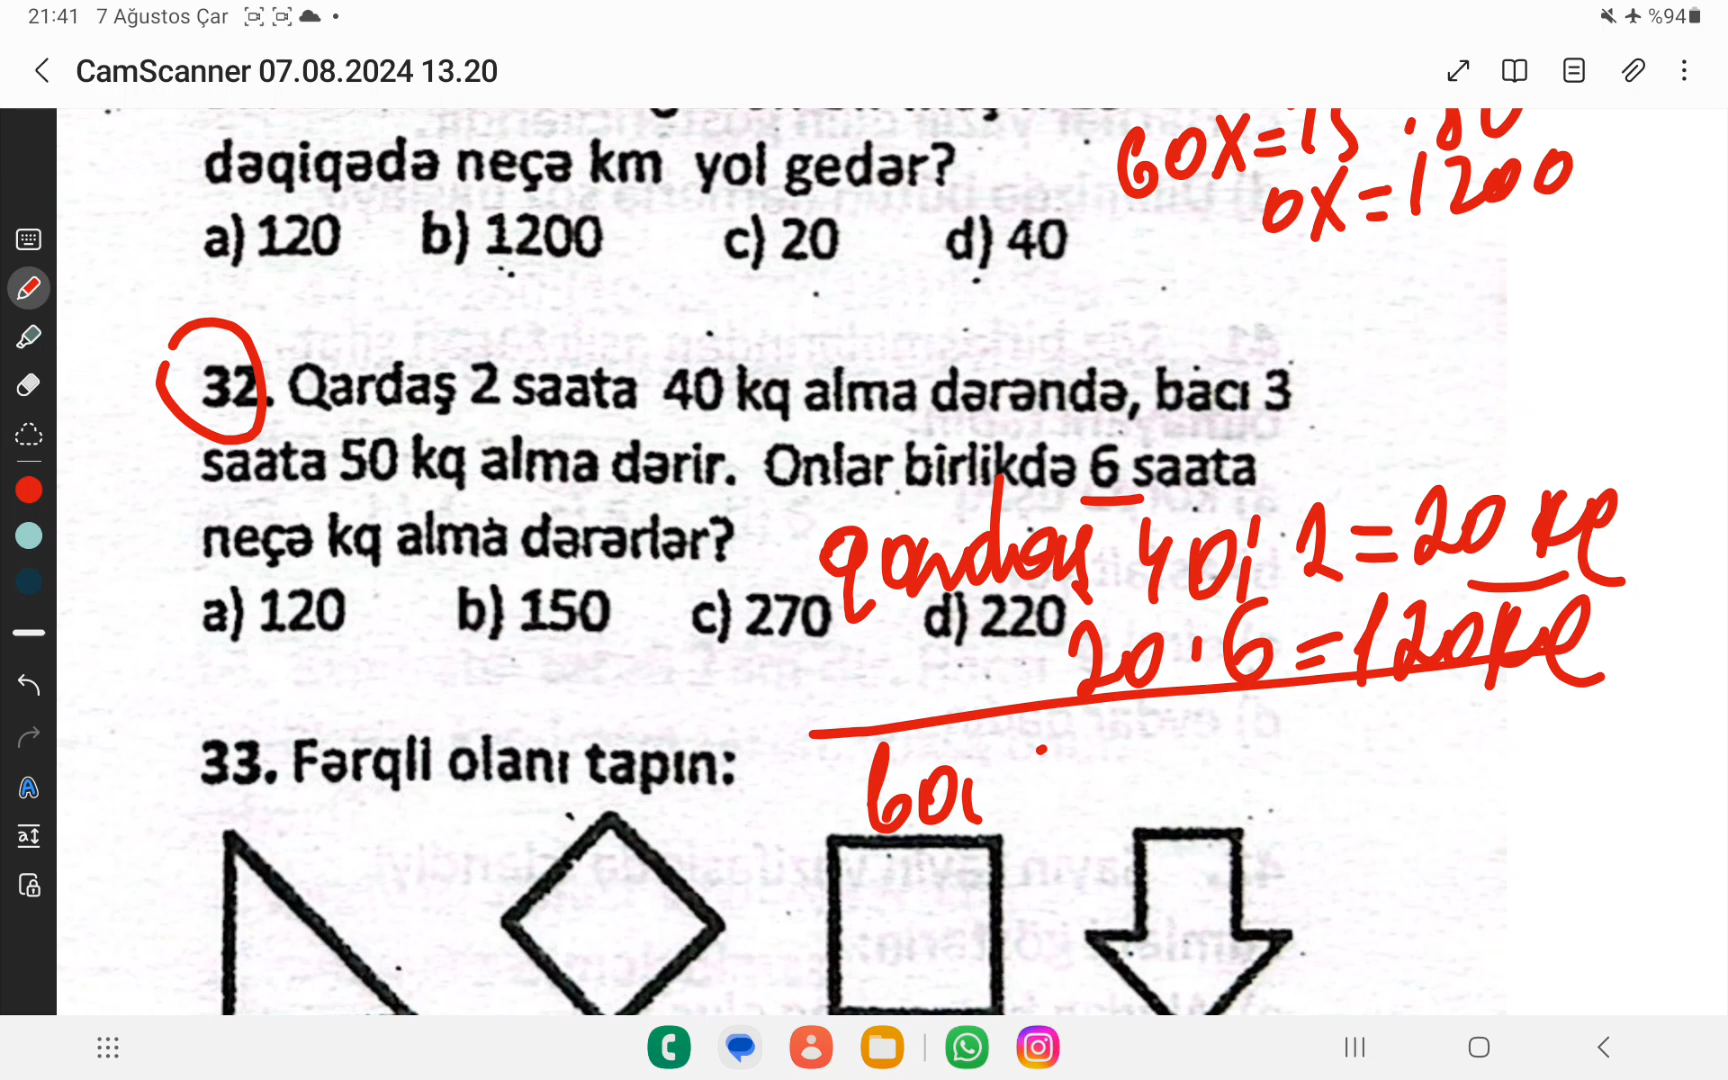 21:41 7 Ağustos Çar %94
CamScanner 07.08.2024 13.20
dəqiqədə neçə km yol gedər?
60x=15·80
0x=1200
a) 120 b) 1200 c) 20 d) 40
32. Qardaş 2 saata 40 kq alma dərəndə, bacı 3
saata 50 kq alma dərir. Onlar birlikdə 6 saata
neçə kq alma dərərlər?
qardaş 40:2=20 kq
a) 120 b) 150 c) 270 d) 220
20·6=120kq
33. Fərqli olanı tapın: